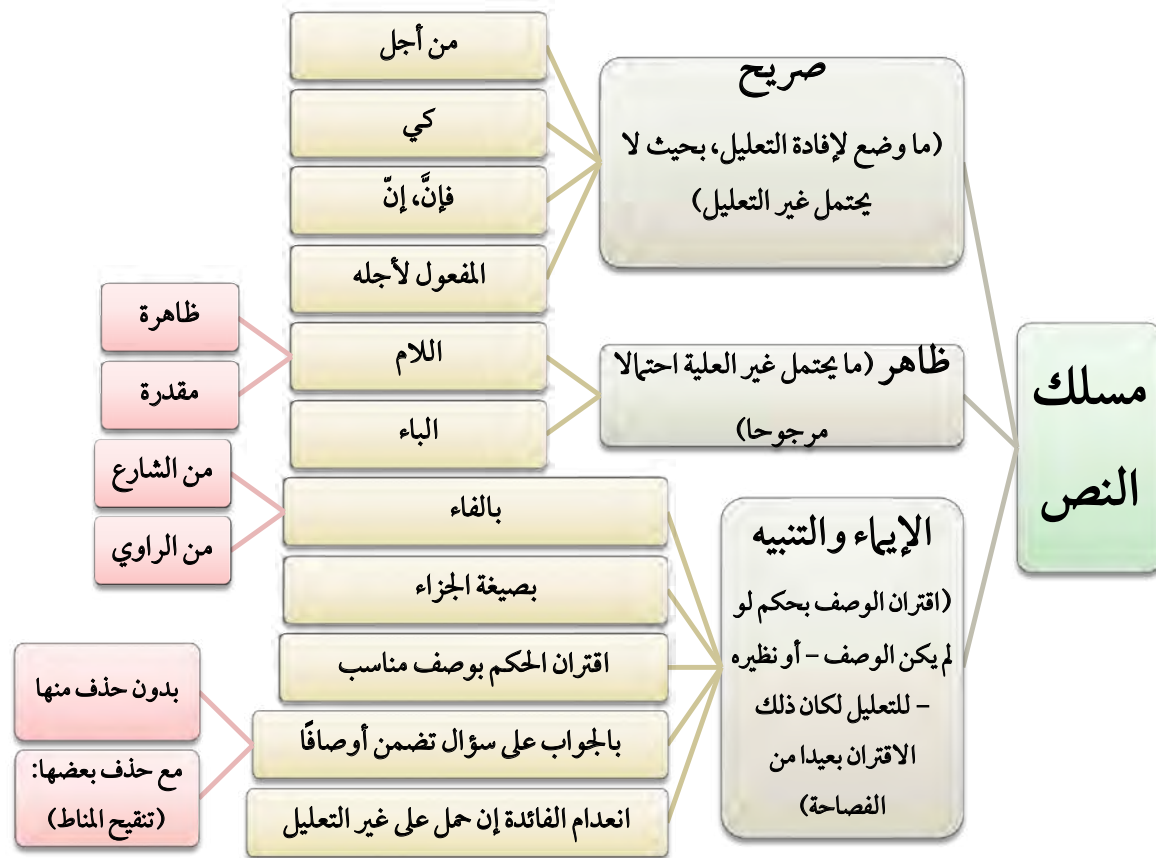 مسلك
النص
صريح
(ما وضع لإفادة التعليل، بحيث لا
يحتمل غير التعليل)
من أجل
كي
فإنَّ، إنّ
المفعول لأجله
ظاهر (ما يحتمل غير العلية احتمالا
مرجوحا)
اللام
ظاهرة
مقدرة
الباء
الإيماء والتنبيه
(اقتران الوصف بحكم لو
لم يكن الوصف – أو نظيره
– للتعليل لكان ذلك
الاقتران بعيدا من
الفصاحة)
بالفاء
من الشارع
من الراوي
بصيغة الجزاء
اقتران الحكم بوصف مناسب
بالجواب على سؤال تضمن أوصافًا
بدون حذف منها
مع حذف بعضها:
(تنقيح المناط)
انعدام الفائدة إن حمل على غير التعليل